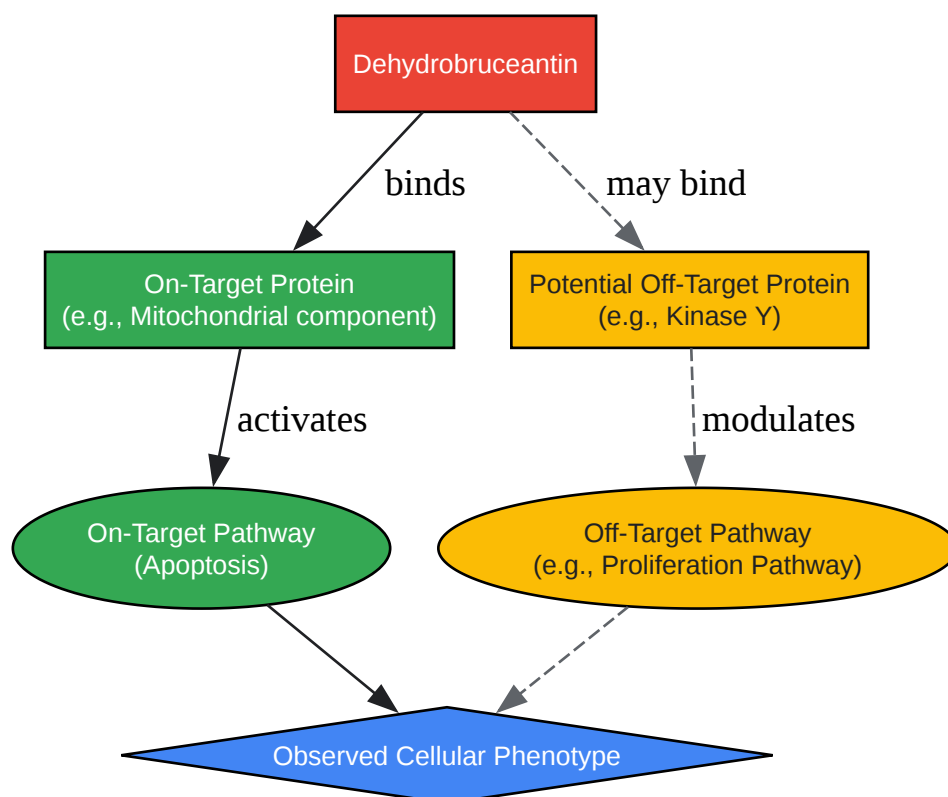 Dehydrobruceantin
binds
may bind
On-Target Protein
(e.g., Mitochondrial component)
Potential Off-Target Protein
(e.g., Kinase Y)
activates
modulates
On-Target Pathway
(Apoptosis)
Off-Target Pathway
(e.g., Proliferation Pathway)
Observed Cellular Phenotype